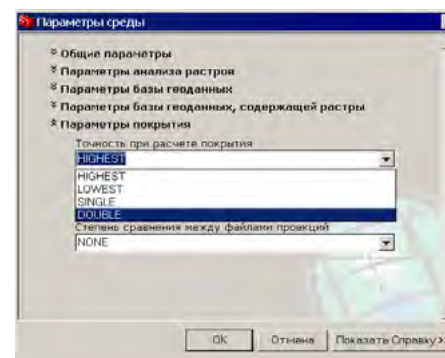 Параметры среды
Общие параметры
Параметры анализа растров
Параметры базы геоданных
Параметры базы геоданных, содержащей растры
Параметры покрытия
Точность при расчете покрытия
HIGHEST
HIGHEST
LOWEST
SINGLE
DOUBLE
Степень сравнения между файлами проекций
NONE
OK Отмена Показать Справку >